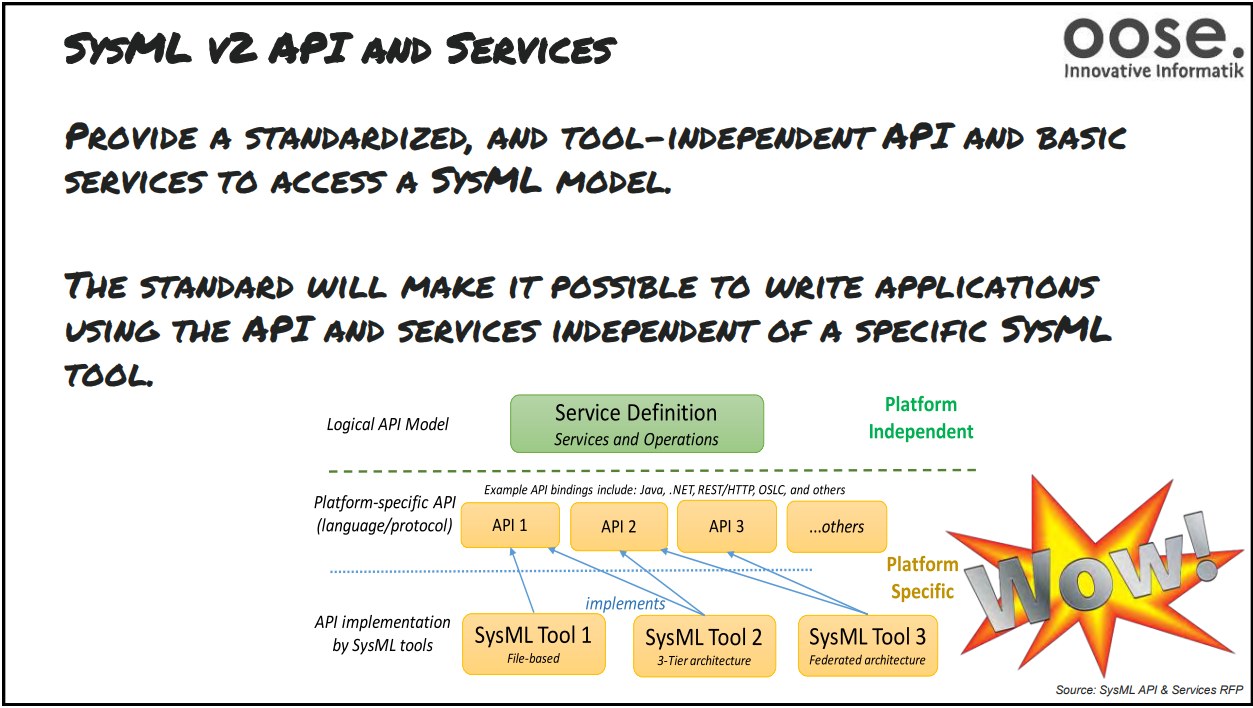 SysML v2 API and Services
oose.
Innovative Informatik
Provide a standardized, and tool-independent API and basic
services to access a SysML model.
The standard will make it possible to write applications
using the API and services independent of a specific SysML
tool.
Logical API Model
Service Definition
Services and Operations
Platform
Independent
Platform-specific API
(language/protocol)
Example API bindings include: Java, .NET, REST/HTTP, OSLC, and others
API 1
API 2
API 3
...others
Platform
Specific
Wow!
implements
API implementation
by SysML tools
SysML Tool 1
File-based
SysML Tool 2
3-Tier architecture
SysML Tool 3
Federated architecture
Source: SysML API & Services RFP